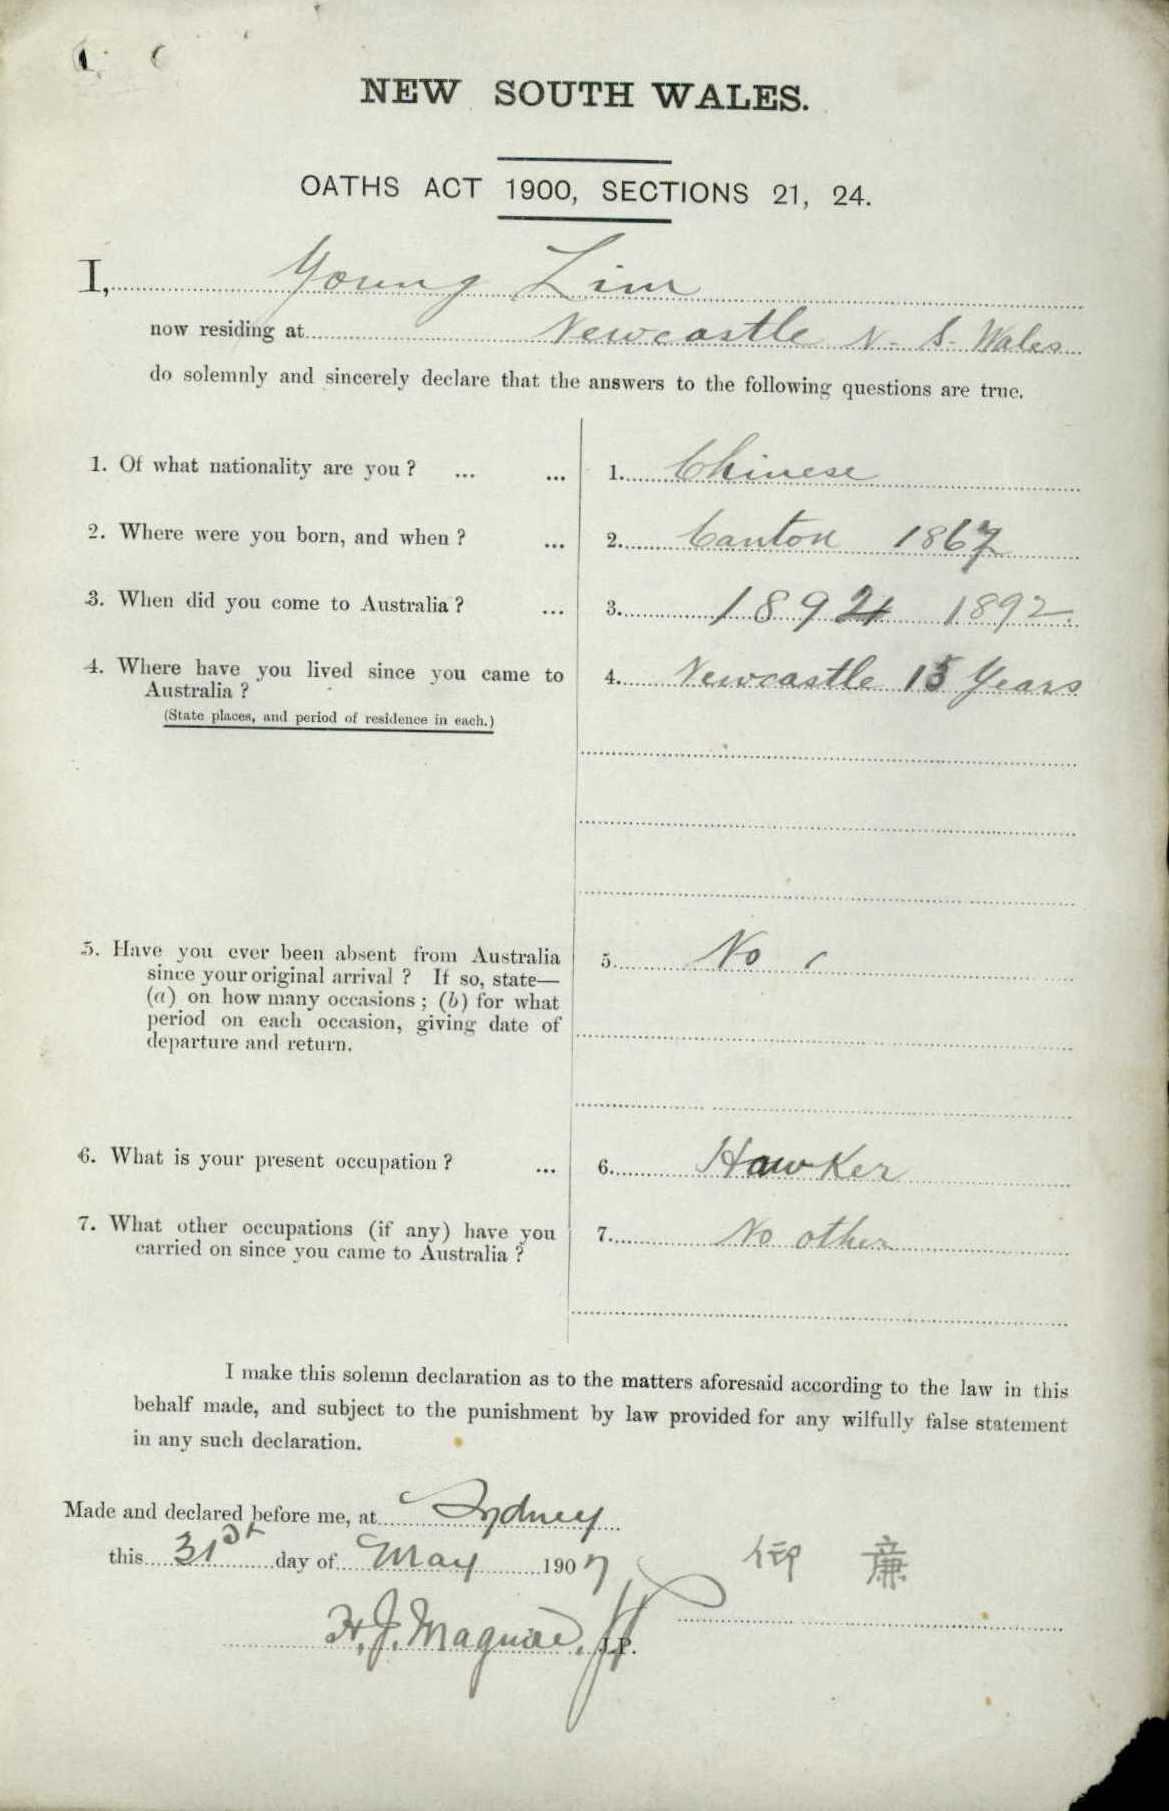 NEW SOUTH WALES.
OATHS ACT 1900, SECTIONS 21, 24.
I, Young Lim
now residing at Newcastle N. S. Wales
do solemnly and sincerely declare that the answers to the following questions are true.
1. Of what nationality are you? ... ... 1. Chinese
2. Where were you born, and when? ... 2. Canton 1867
3. When did you come to Australia? ... 3. 1892 1892.
4. Where have you lived since you came to 4. Newcastle 15 Years
Australia?
(State places, and period of residence in each.)
5. Have you ever been absent from Australia 5. No
since your original arrival? If so, state—
(a) on how many occasions; (b) for what
period on each occasion, giving date of
departure and return.
6. What is your present occupation? ... 6. Hawker
7. What other occupations (if any) have you 7. No other
carried on since you came to Australia?
I make this solemn declaration as to the matters aforesaid according to the law in this
behalf made, and subject to the punishment by law provided for any wilfully false statement
in any such declaration.
Made and declared before me, at Sydney
this 31st day of May 1907
廉
H. J. Maguire, J.P.